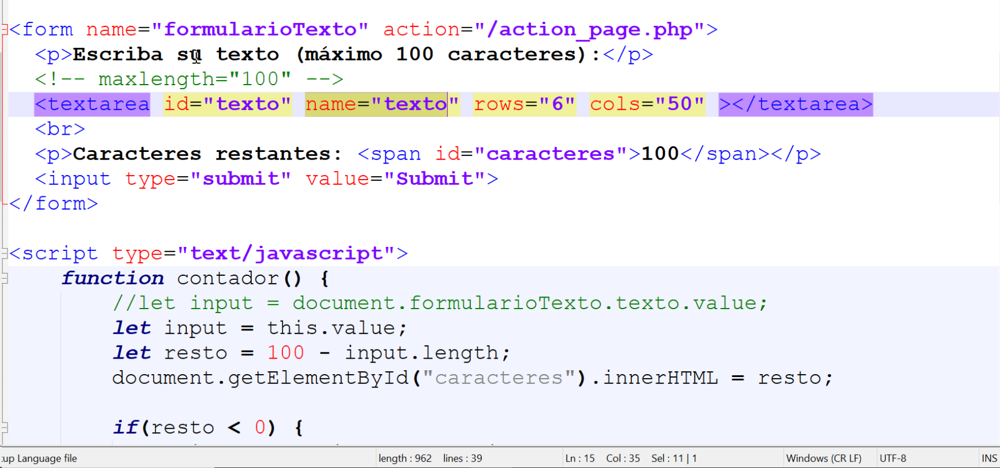 <form name="formularioTexto" action="/action_page.php">
<p>Escriba su texto (máximo 100 caracteres):</p>
<!-- maxlength="100" -->
<textarea id="texto" name="texto" rows="6" cols="50" ></textarea>
<br>
<p>Caracteres restantes: <span id="caracteres">100</span></p>
<input type="submit" value="Submit">
</form>
<script type="text/javascript">
function contador() {
//let input = document.formularioTexto.texto.value;
let input = this.value;
let resto = 100 - input.length;
document.getElementById("caracteres").innerHTML = resto;
if(resto < 0) {
Language file length : 962 lines : 39 Ln : 15 Col : 35 Sel : 11 | 1 Windows (CR LF) UTF-8 INS